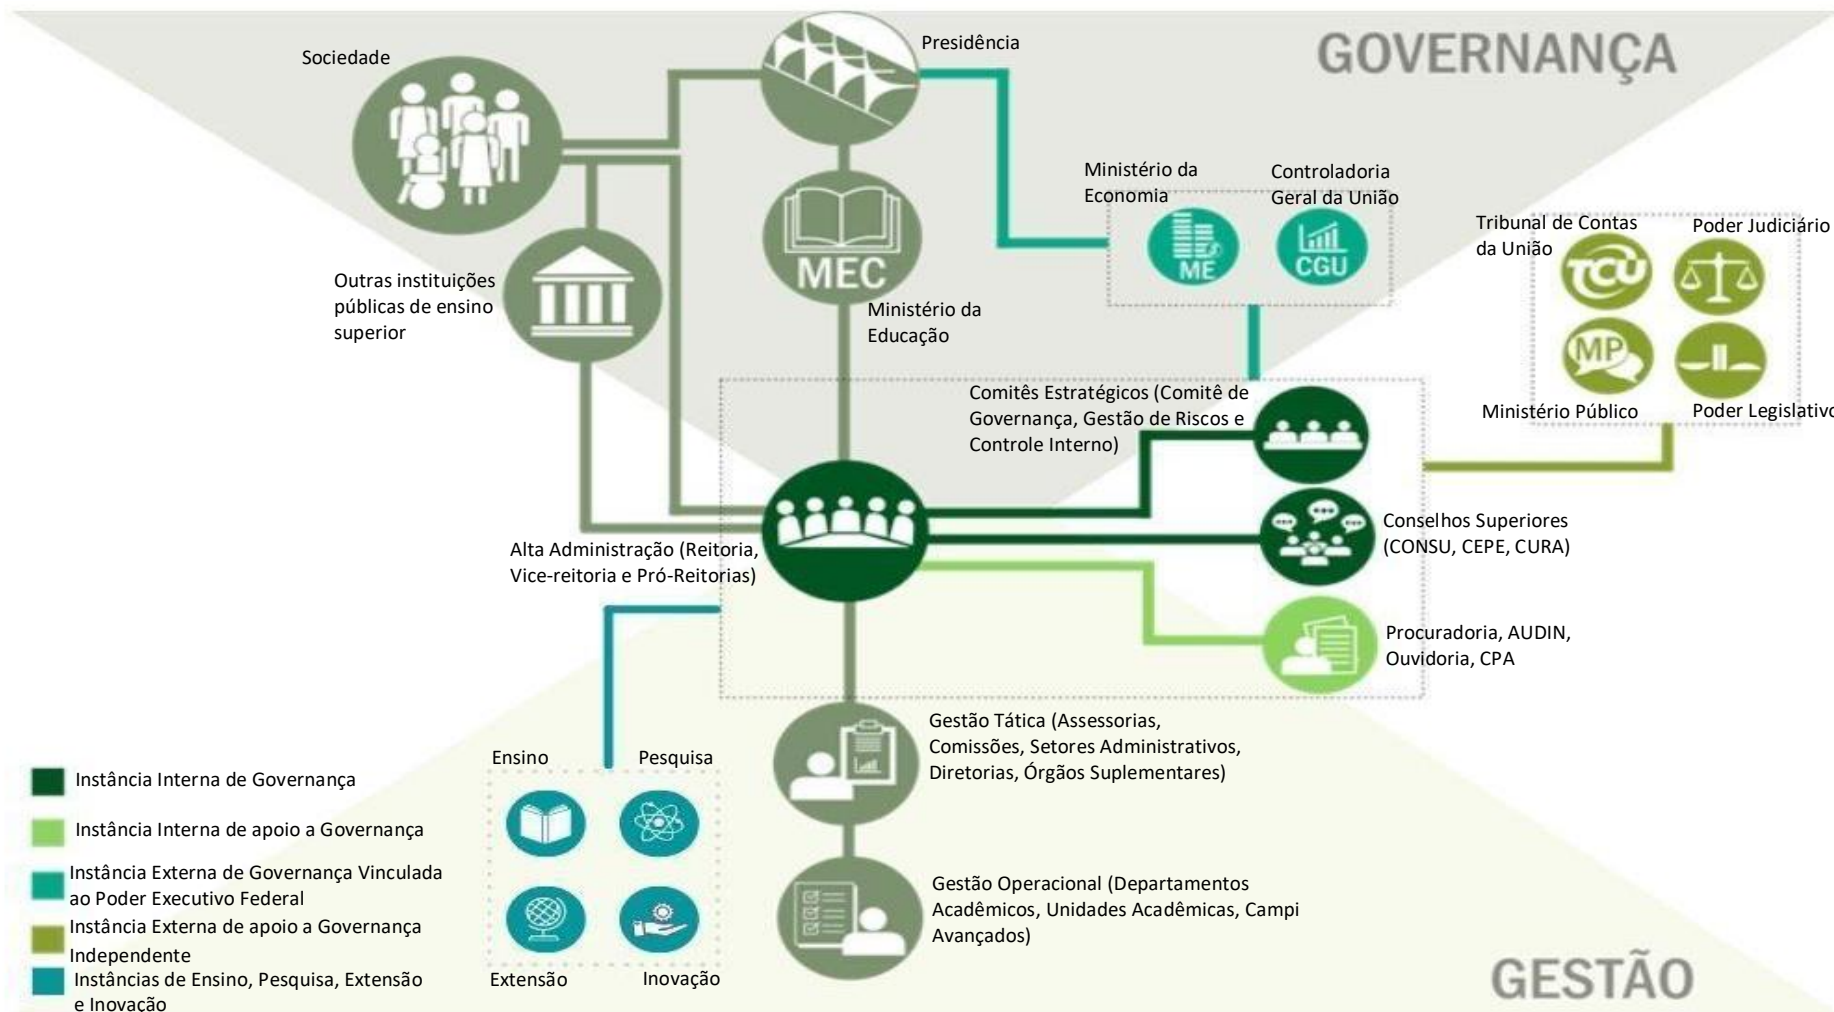 GOVERNANÇA
Sociedade
Presidência
Ministério da
Economia
Controladoria
Geral da União
ME
CGU
Tribunal de Contas
da União
Poder Judiciário
TCU
MP
Ministério Público
Poder Legislativo
Outras instituições
públicas de ensino
superior
MEC
Ministério da
Educação
Comitês Estratégicos (Comitê de
Governança, Gestão de Riscos e
Controle Interno)
Conselhos Superiores
(CONSU, CEPE, CURA)
Alta Administração (Reitoria,
Vice-reitoria e Pró-Reitorias)
Procuradoria, AUDIN,
Ouvidoria, CPA
Gestão Tática (Assessorias,
Comissões, Setores Administrativos,
Diretorias, Órgãos Suplementares)
Ensino
Pesquisa
Extensão
Inovação
Gestão Operacional (Departamentos
Acadêmicos, Unidades Acadêmicas, Campi
Avançados)
Instância Interna de Governança
Instância Interna de apoio a Governança
Instância Externa de Governança Vinculada
ao Poder Executivo Federal
Instância Externa de apoio a Governança
Independente
Instâncias de Ensino, Pesquisa, Extensão
e Inovação
GESTÃO